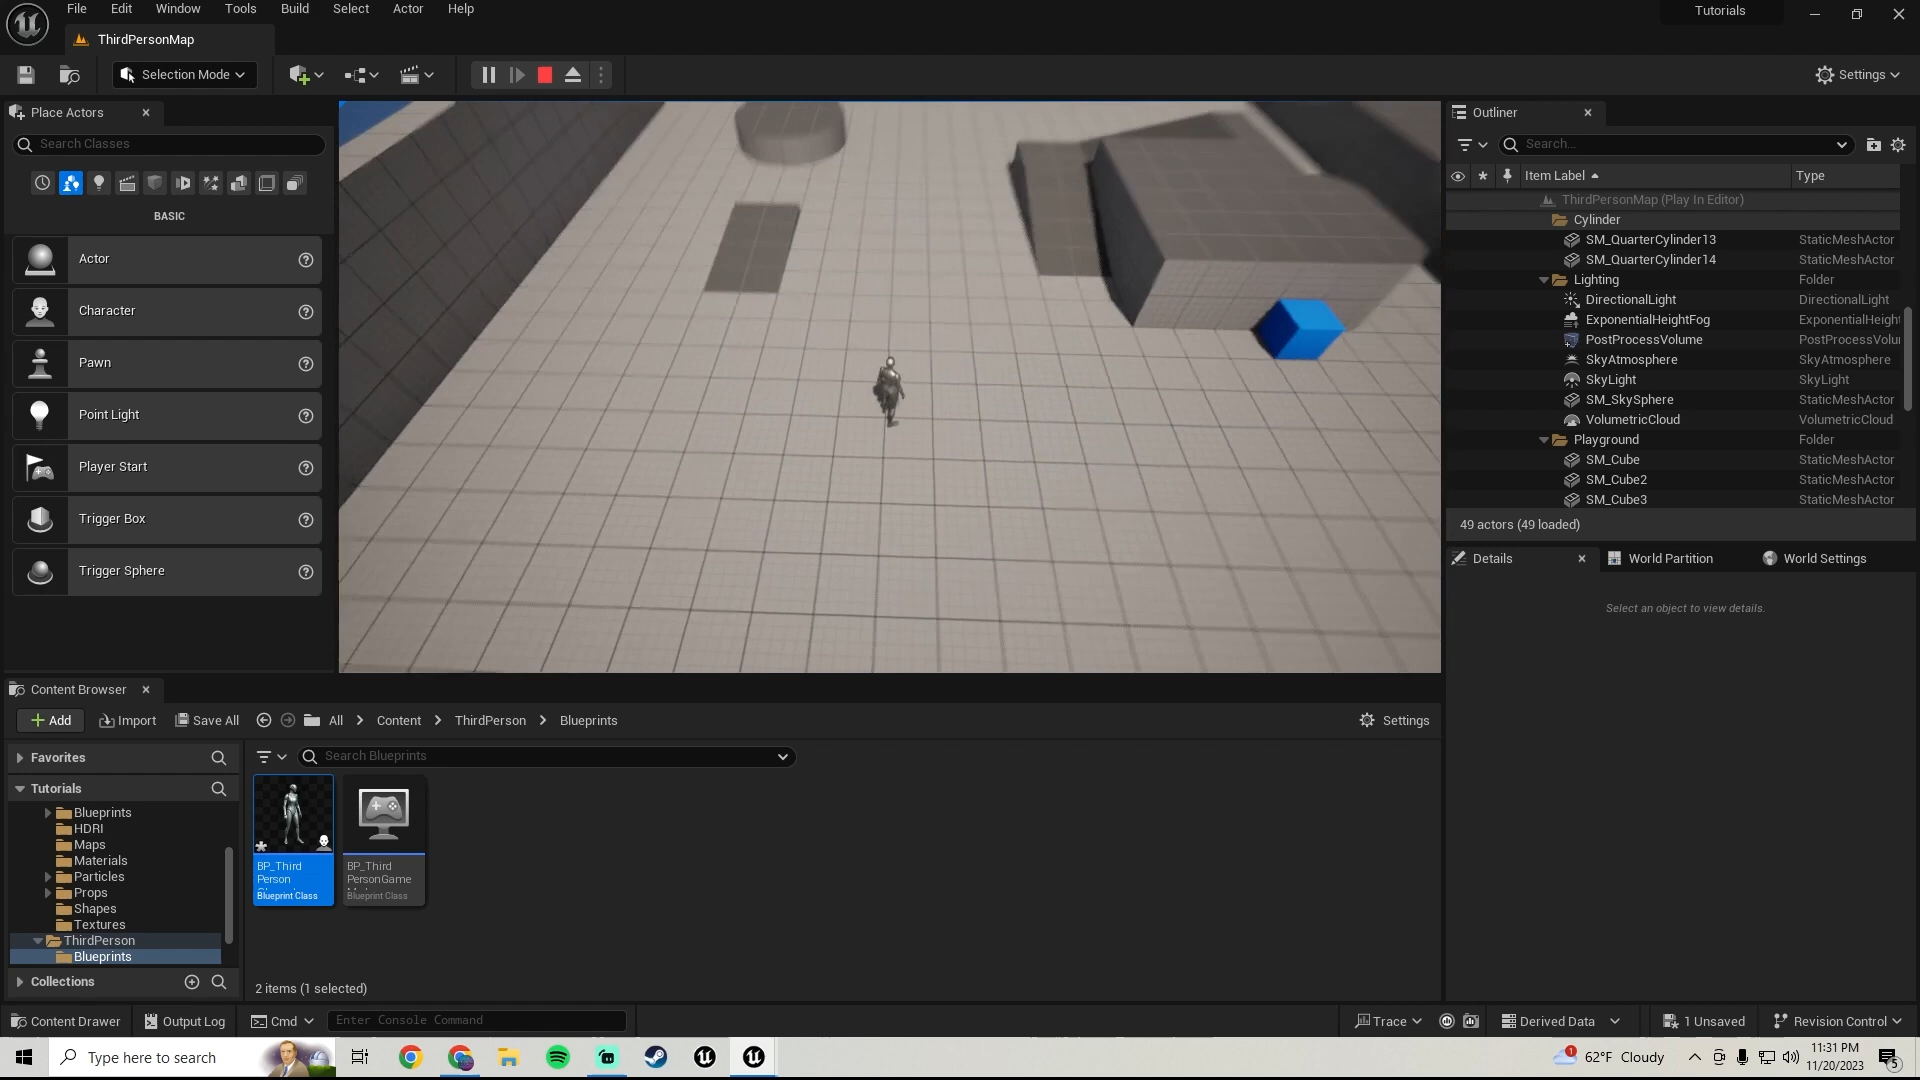 File Edit Window Tools Build Select Actor Help
Tutorials
ThirdPersonMap
Selection Mode
Settings
Place Actors
Search Classes
BASIC
Actor
Character
Pawn
Point Light
Player Start
Trigger Box
Trigger Sphere
Outliner
Search...
Item Label Type
ThirdPersonMap (Play In Editor)
Cylinder
SM_QuarterCylinder13 StaticMeshActor
SM_QuarterCylinder14 StaticMeshActor
Lighting Folder
DirectionalLight DirectionalLight
ExponentialHeightFog ExponentialHeight
PostProcessVolume PostProcessVolu
SkyAtmosphere SkyAtmosphere
SkyLight SkyLight
SM_SkySphere StaticMeshActor
VolumetricCloud VolumetricCloud
Playground Folder
SM_Cube StaticMeshActor
SM_Cube2 StaticMeshActor
SM_Cube3 StaticMeshActor
49 actors (49 loaded)
Details World Partition World Settings
Select an object to view details.
Content Browser
Add Import Save All All Content ThirdPerson Blueprints Settings
Favorites
Search Blueprints
Tutorials
Blueprints
HDRI
Maps
Materials
Particles
Props
Shapes
Textures
ThirdPerson
Blueprints
Collections
BP_Third
Person
Blueprint Class
BP_Third
PersonGame
Blueprint Class
2 items (1 selected)
Content Drawer Output Log Cmd Enter Console Command Trace Derived Data 1 Unsaved Revision Control
Type here to search
1
62°F Cloudy
11:31 PM
11/20/2023
5